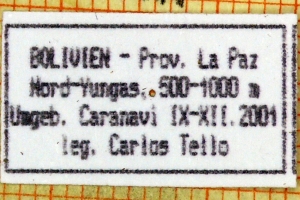 BOLIVIEN - Prov. La Paz
Nord-Yungas, 500-1000 m
Umgeb. Caranavi IX-XII.2001
leg. Carlos Tello